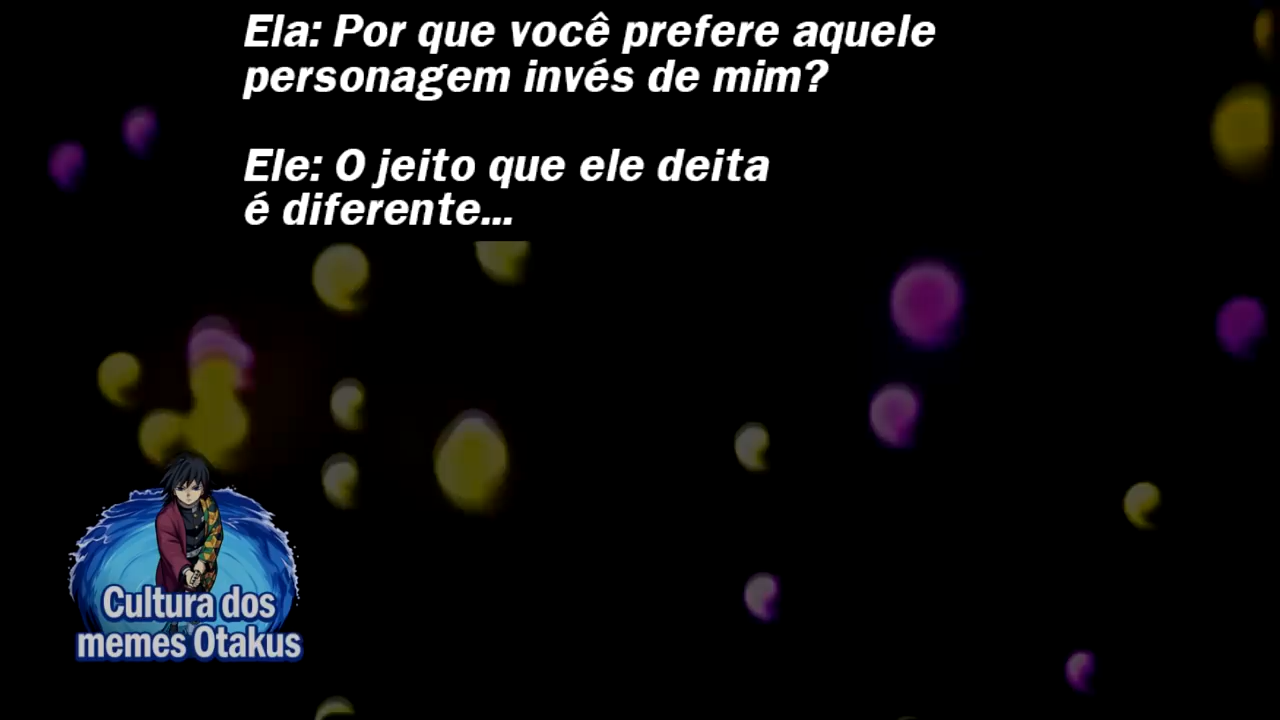 Ela: Por que você prefere aquele
personagem invés de mim?
Ele: O jeito que ele deita
é diferente...
Cultura dos
memes Otakus